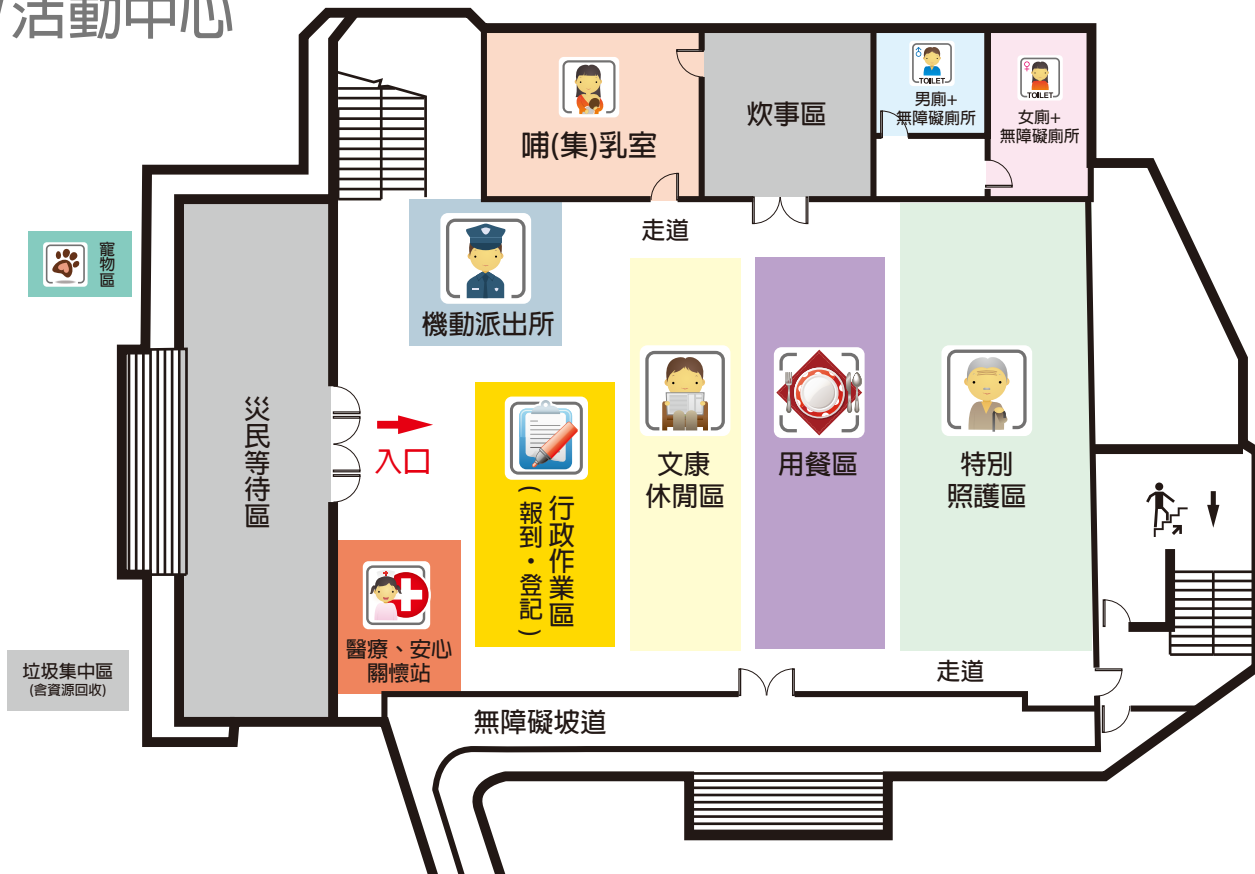 活動中心
TOILET
男廁+
無障礙廁所
TOILET
女廁+
無障礙廁所
炊事區
哺(集)乳室
走道
寵物區
機動派出所
災民等待區
入口
行政作業區
(報到・登記)
文康
休閒區
用餐區
特別
照護區
醫療、安心
關懷站
垃圾集中區
(含資源回收)
走道
無障礙坡道